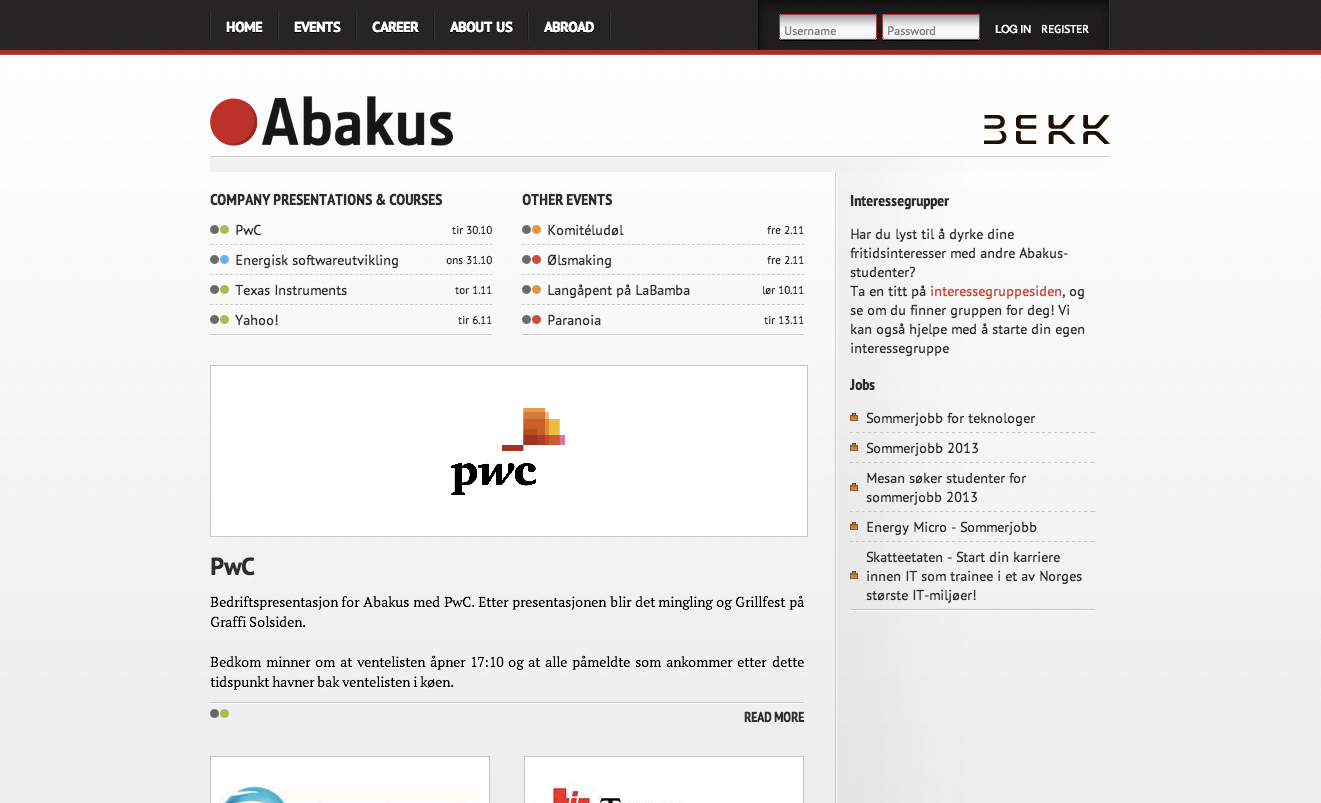 HOME EVENTS CAREER ABOUT US ABROAD
Username Password LOG IN REGISTER
Abakus
BEKK
COMPANY PRESENTATIONS & COURSES
PwC tir 30.10
Energisk softwareutvikling ons 31.10
Texas Instruments tor 1.11
Yahoo! tir 6.11
OTHER EVENTS
Komitéludøl fre 2.11
Ølsmaking fre 2.11
Langåpent på LaBamba lør 10.11
Paranoia tir 13.11
pwc
PwC
Bedriftspresentasjon for Abakus med PwC. Etter presentasjonen blir det mingling og Grillfest på
Graffi Solsiden.
Bedkom minner om at ventelisten åpner 17:10 og at alle påmeldte som ankommer etter dette
tidspunkt havner bak ventelisten i køen.
READ MORE
Interessegrupper
Har du lyst til å dyrke dine
fritidsinteresser med andre Abakus-
studenter?
Ta en titt på interessegruppesiden, og
se om du finner gruppen for deg! Vi
kan også hjelpe med å starte din egen
interessegruppe
Jobs
Sommerjobb for teknologer
Sommerjobb 2013
Mesan søker studenter for
sommerjobb 2013
Energy Micro - Sommerjobb
Skatteetaten - Start din karriere
innen IT som trainee i et av Norges
største IT-miljøer!